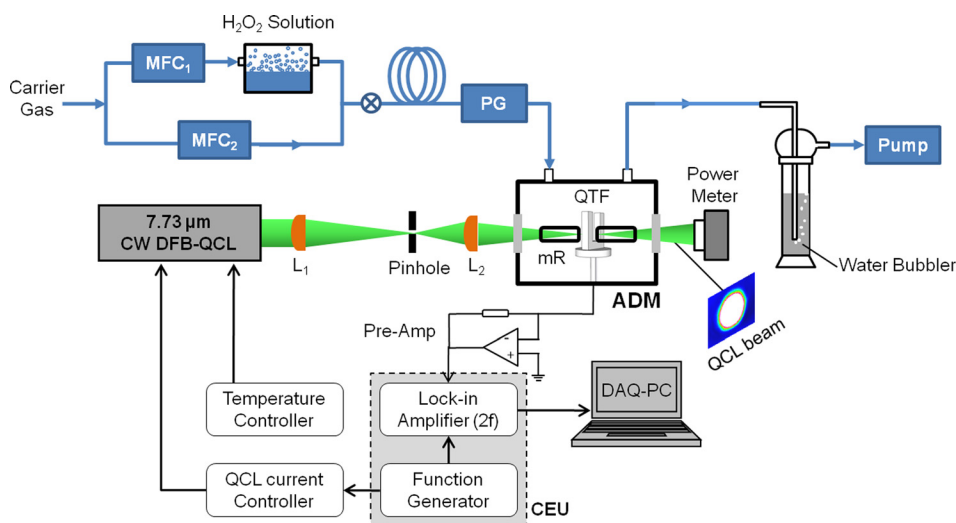 H₂O₂ Solution
MFC₁
Carrier
Gas
MFC₂
PG
Pump
QTF
Power
Meter
7.73 µm
CW DFB-QCL
L₁
Pinhole
L₂
mR
ADM
Water Bubbler
QCL beam
Pre-Amp
-
+
Temperature
Controller
Lock-in
Amplifier (2f)
DAQ-PC
QCL current
Controller
Function
Generator
CEU